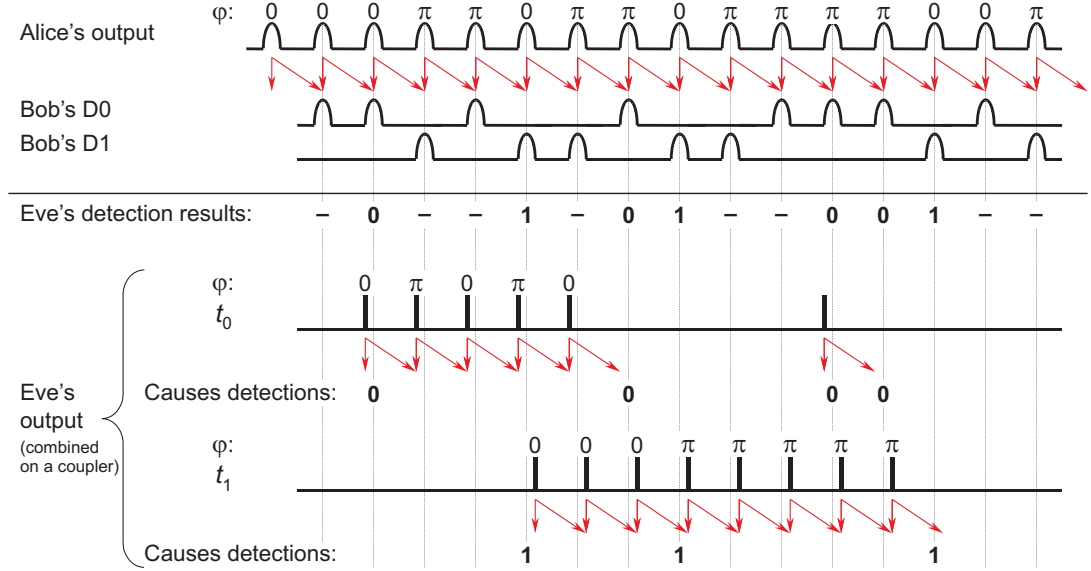 φ: 0 0 0 π π 0 π π 0 π π π π 0 0 π
Alice's output
Bob's D0
Bob's D1
Eve's detection results: – 0 – – 1 – 0 1 – – 0 0 1 – –
φ: 0 π 0 π 0
t0
Causes detections: 0 0 0 0
Eve's
output
(combined
on a coupler)
φ: 0 0 0 π π π π π
t1
Causes detections: 1 1 1